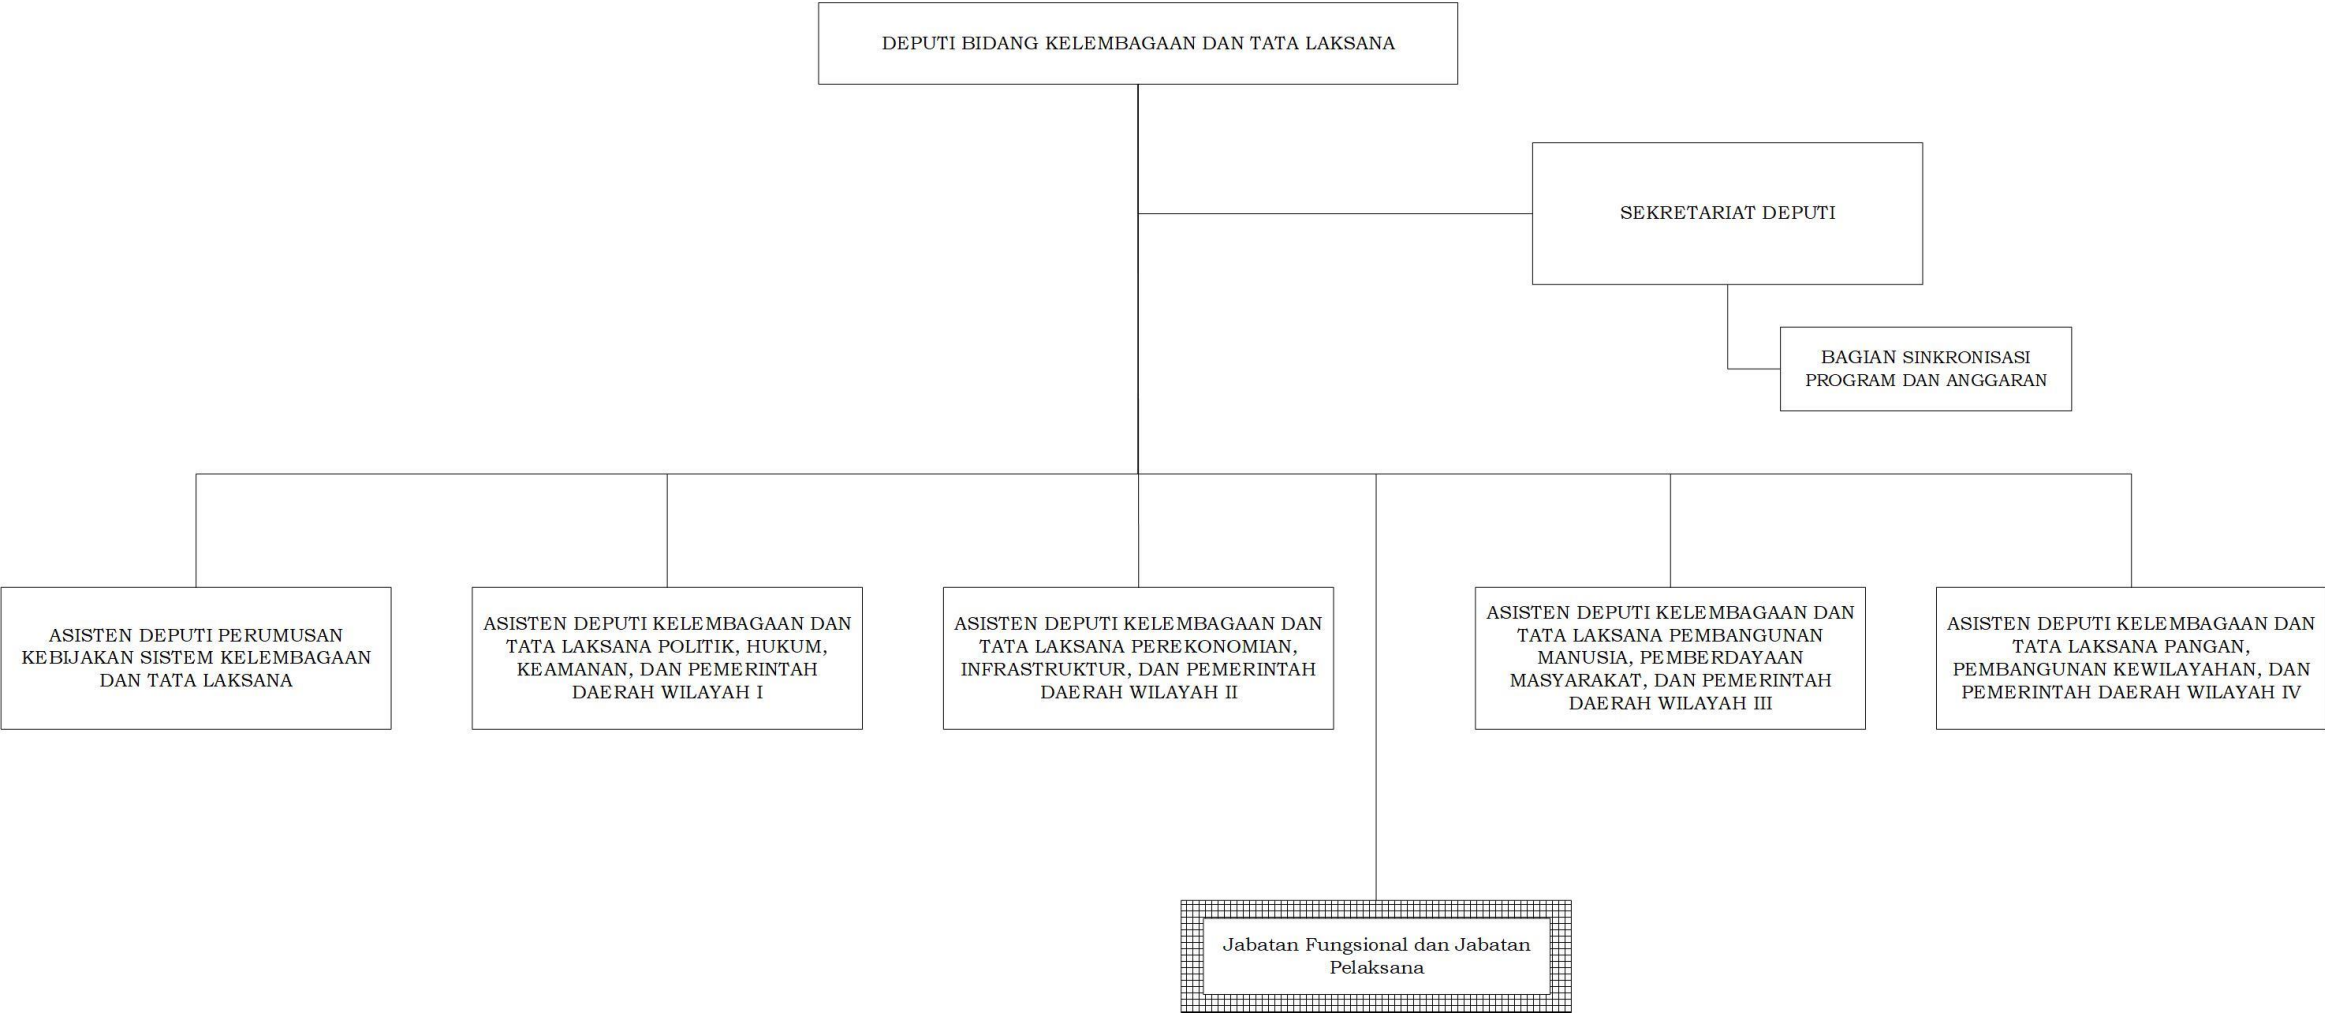 DEPUTI BIDANG KELEMBAGAAN DAN TATA LAKSANA
SEKRETARIAT DEPUTI
BAGIAN SINKRONISASI
PROGRAM DAN ANGGARAN
ASISTEN DEPUTI PERUMUSAN
KEBIJAKAN SISTEM KELEMBAGAAN
DAN TATA LAKSANA
ASISTEN DEPUTI KELEMBAGAAN DAN
TATA LAKSANA POLITIK, HUKUM,
KEAMANAN, DAN PEMERINTAH
DAERAH WILAYAH I
ASISTEN DEPUTI KELEMBAGAAN DAN
TATA LAKSANA PEREKONOMIAN,
INFRASTRUKTUR, DAN PEMERINTAH
DAERAH WILAYAH II
ASISTEN DEPUTI KELEMBAGAAN DAN
TATA LAKSANA PEMBANGUNAN
MANUSIA, PEMBERDAYAAN
MASYARAKAT, DAN PEMERINTAH
DAERAH WILAYAH III
ASISTEN DEPUTI KELEMBAGAAN DAN
TATA LAKSANA PANGAN,
PEMBANGUNAN KEWILAYAHAN, DAN
PEMERINTAH DAERAH WILAYAH IV
Jabatan Fungsional dan Jabatan
Pelaksana